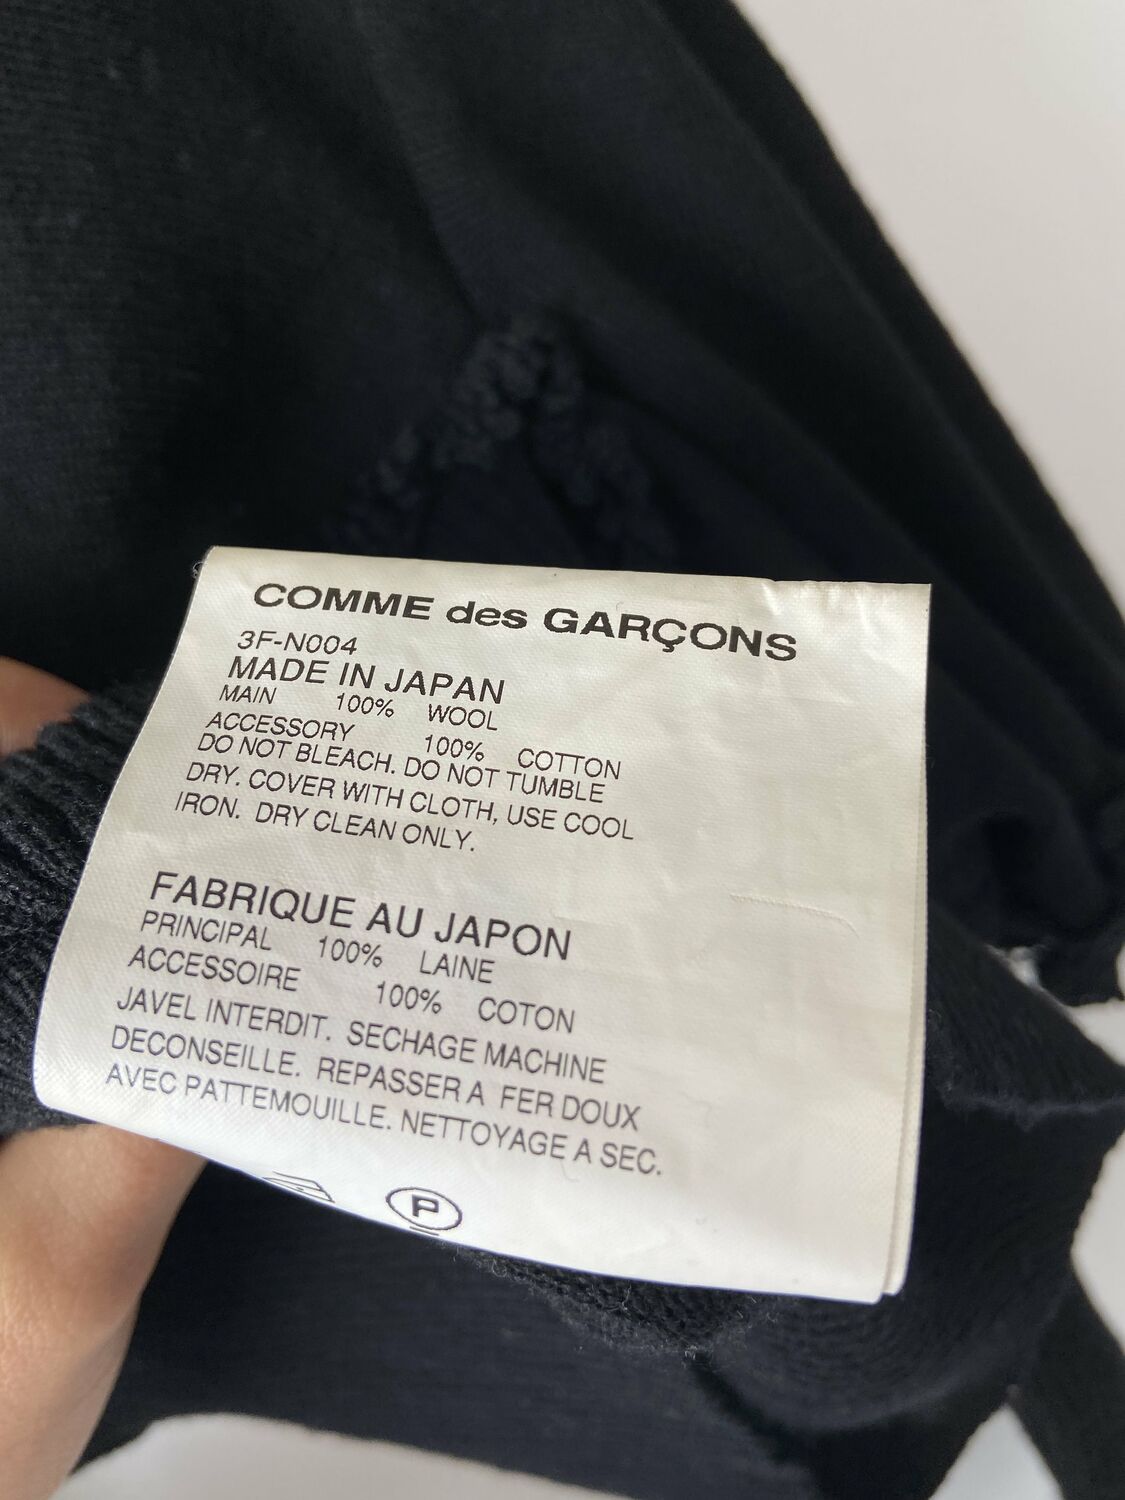 COMME des GARÇONS
3F-N004
MADE IN JAPAN
MAIN 100% WOOL
ACCESSORY 100% COTTON
DO NOT BLEACH. DO NOT TUMBLE
DRY. COVER WITH CLOTH, USE COOL
IRON. DRY CLEAN ONLY.
FABRIQUE AU JAPON
PRINCIPAL 100% LAINE
ACCESSOIRE 100% COTON
JAVEL INTERDIT. SECHAGE MACHINE
DECONSEILLE. REPASSER A FER DOUX
AVEC PATTEMOUILLE. NETTOYAGE A SEC.
P